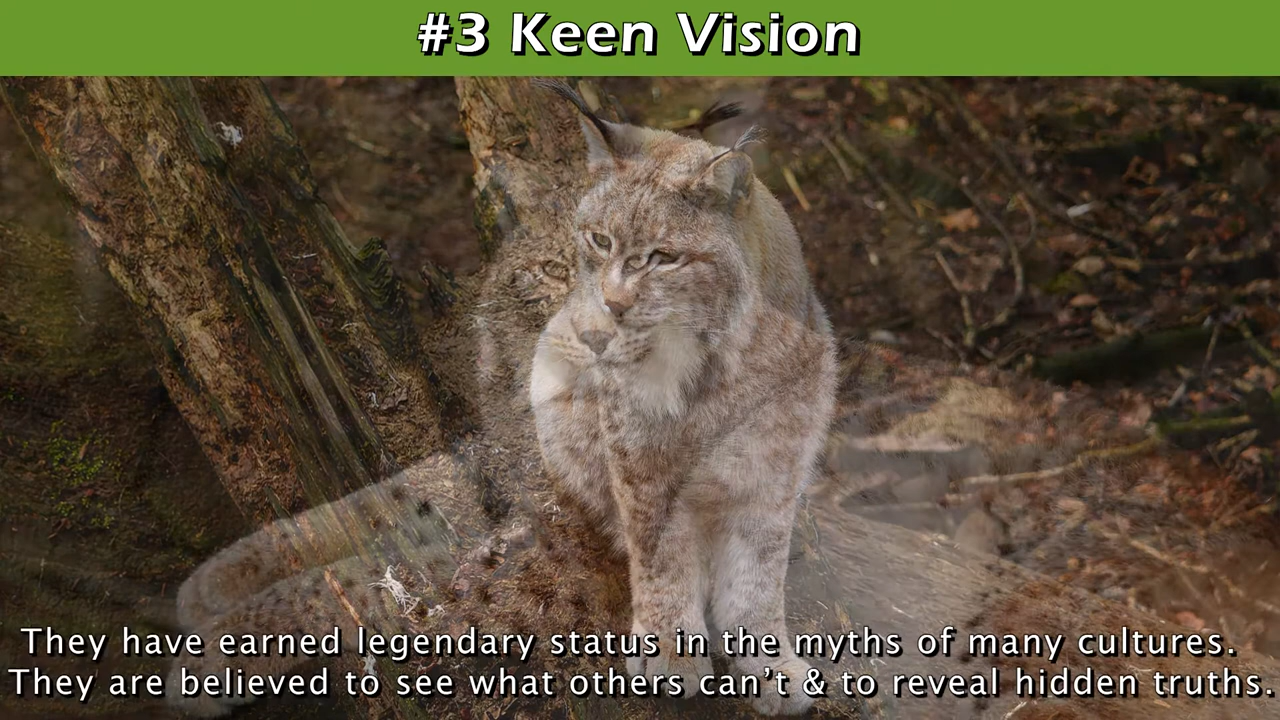 #3 Keen Vision
They have earned legendary status in the myths of many cultures.
They are believed to see what others can't & to reveal hidden truths.